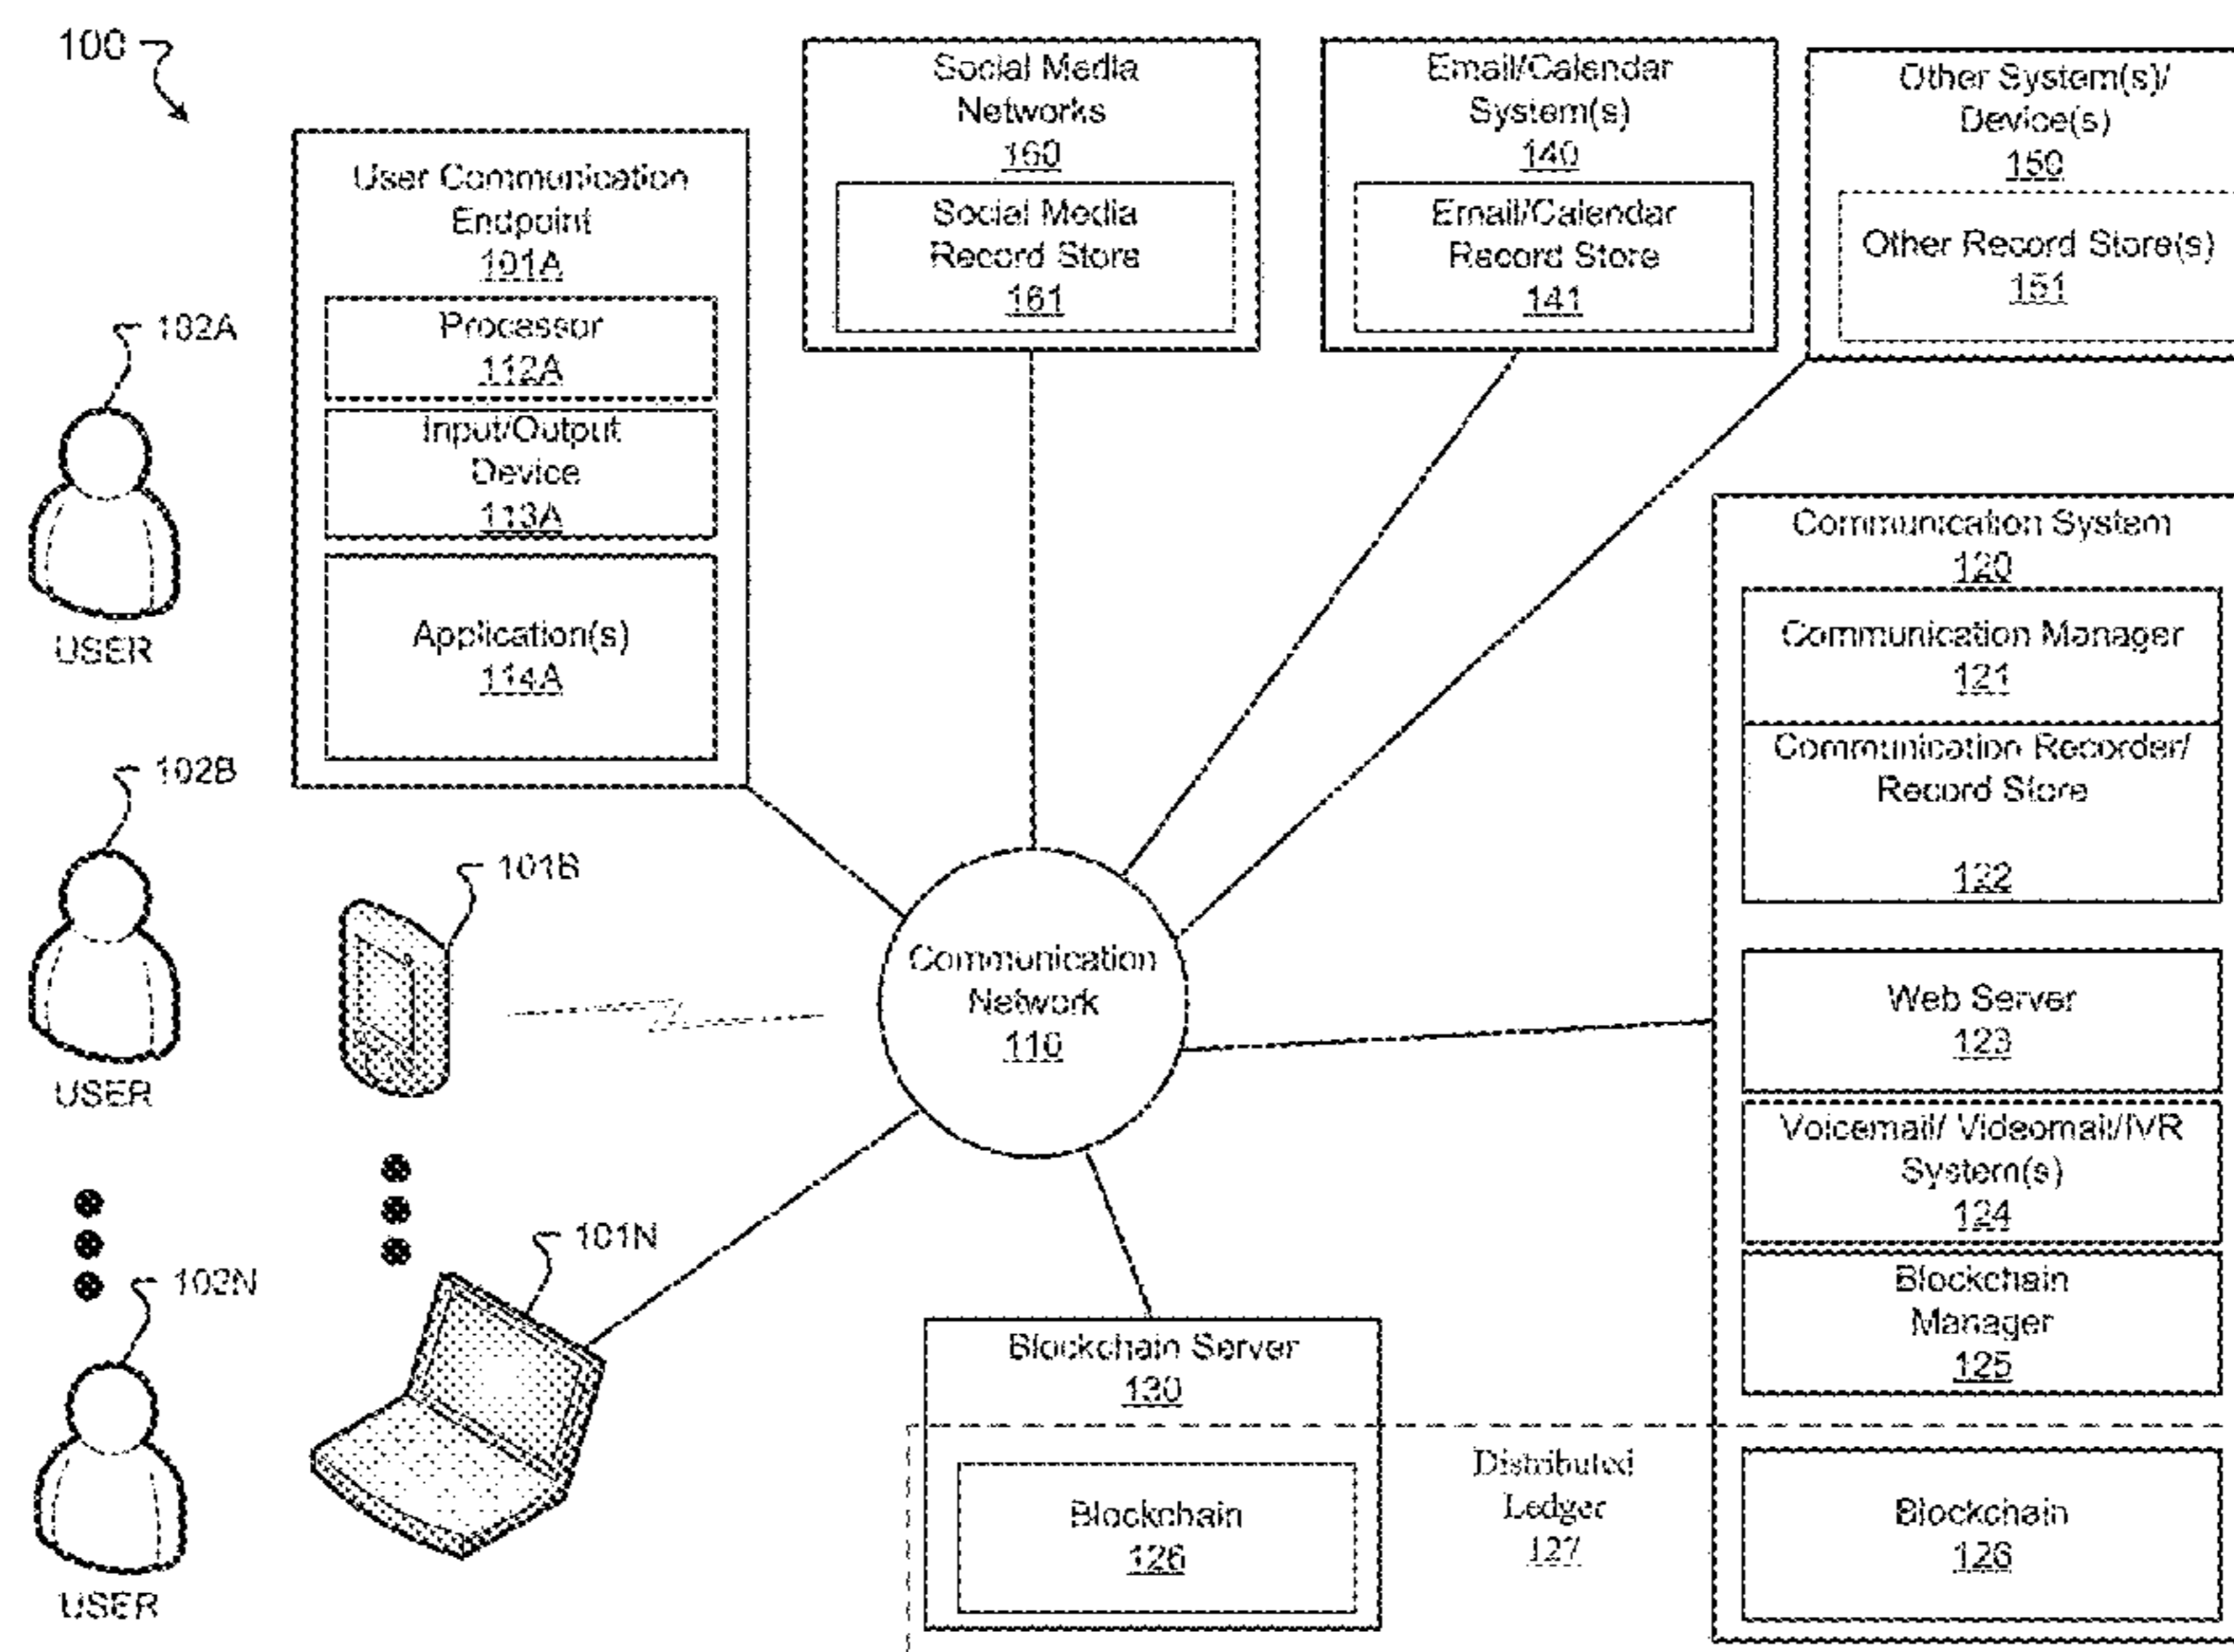 100
User Communication
Endpoint
101A
Processor
112A
Input/Output
Device
113A
Application(s)
114A
Social Media
Networks
160
Social Media
Record Store
161
Email/Calendar
System(s)
140
Email/Calendar
Record Store
141
Other System(s)/
Device(s)
150
Other Record Store(s)
151
102A
USER
102B
USER
102N
USER
101B
101N
Communication
Network
110
Communication System
120
Communication Manager
121
Communication Recorder/
Record Store
122
Web Server
123
Voicemail/ Videomail/IVR
System(s)
124
Blockchain
Manager
125
Blockchain
126
Blockchain Server
130
Blockchain
126
Distributed
Ledger
127